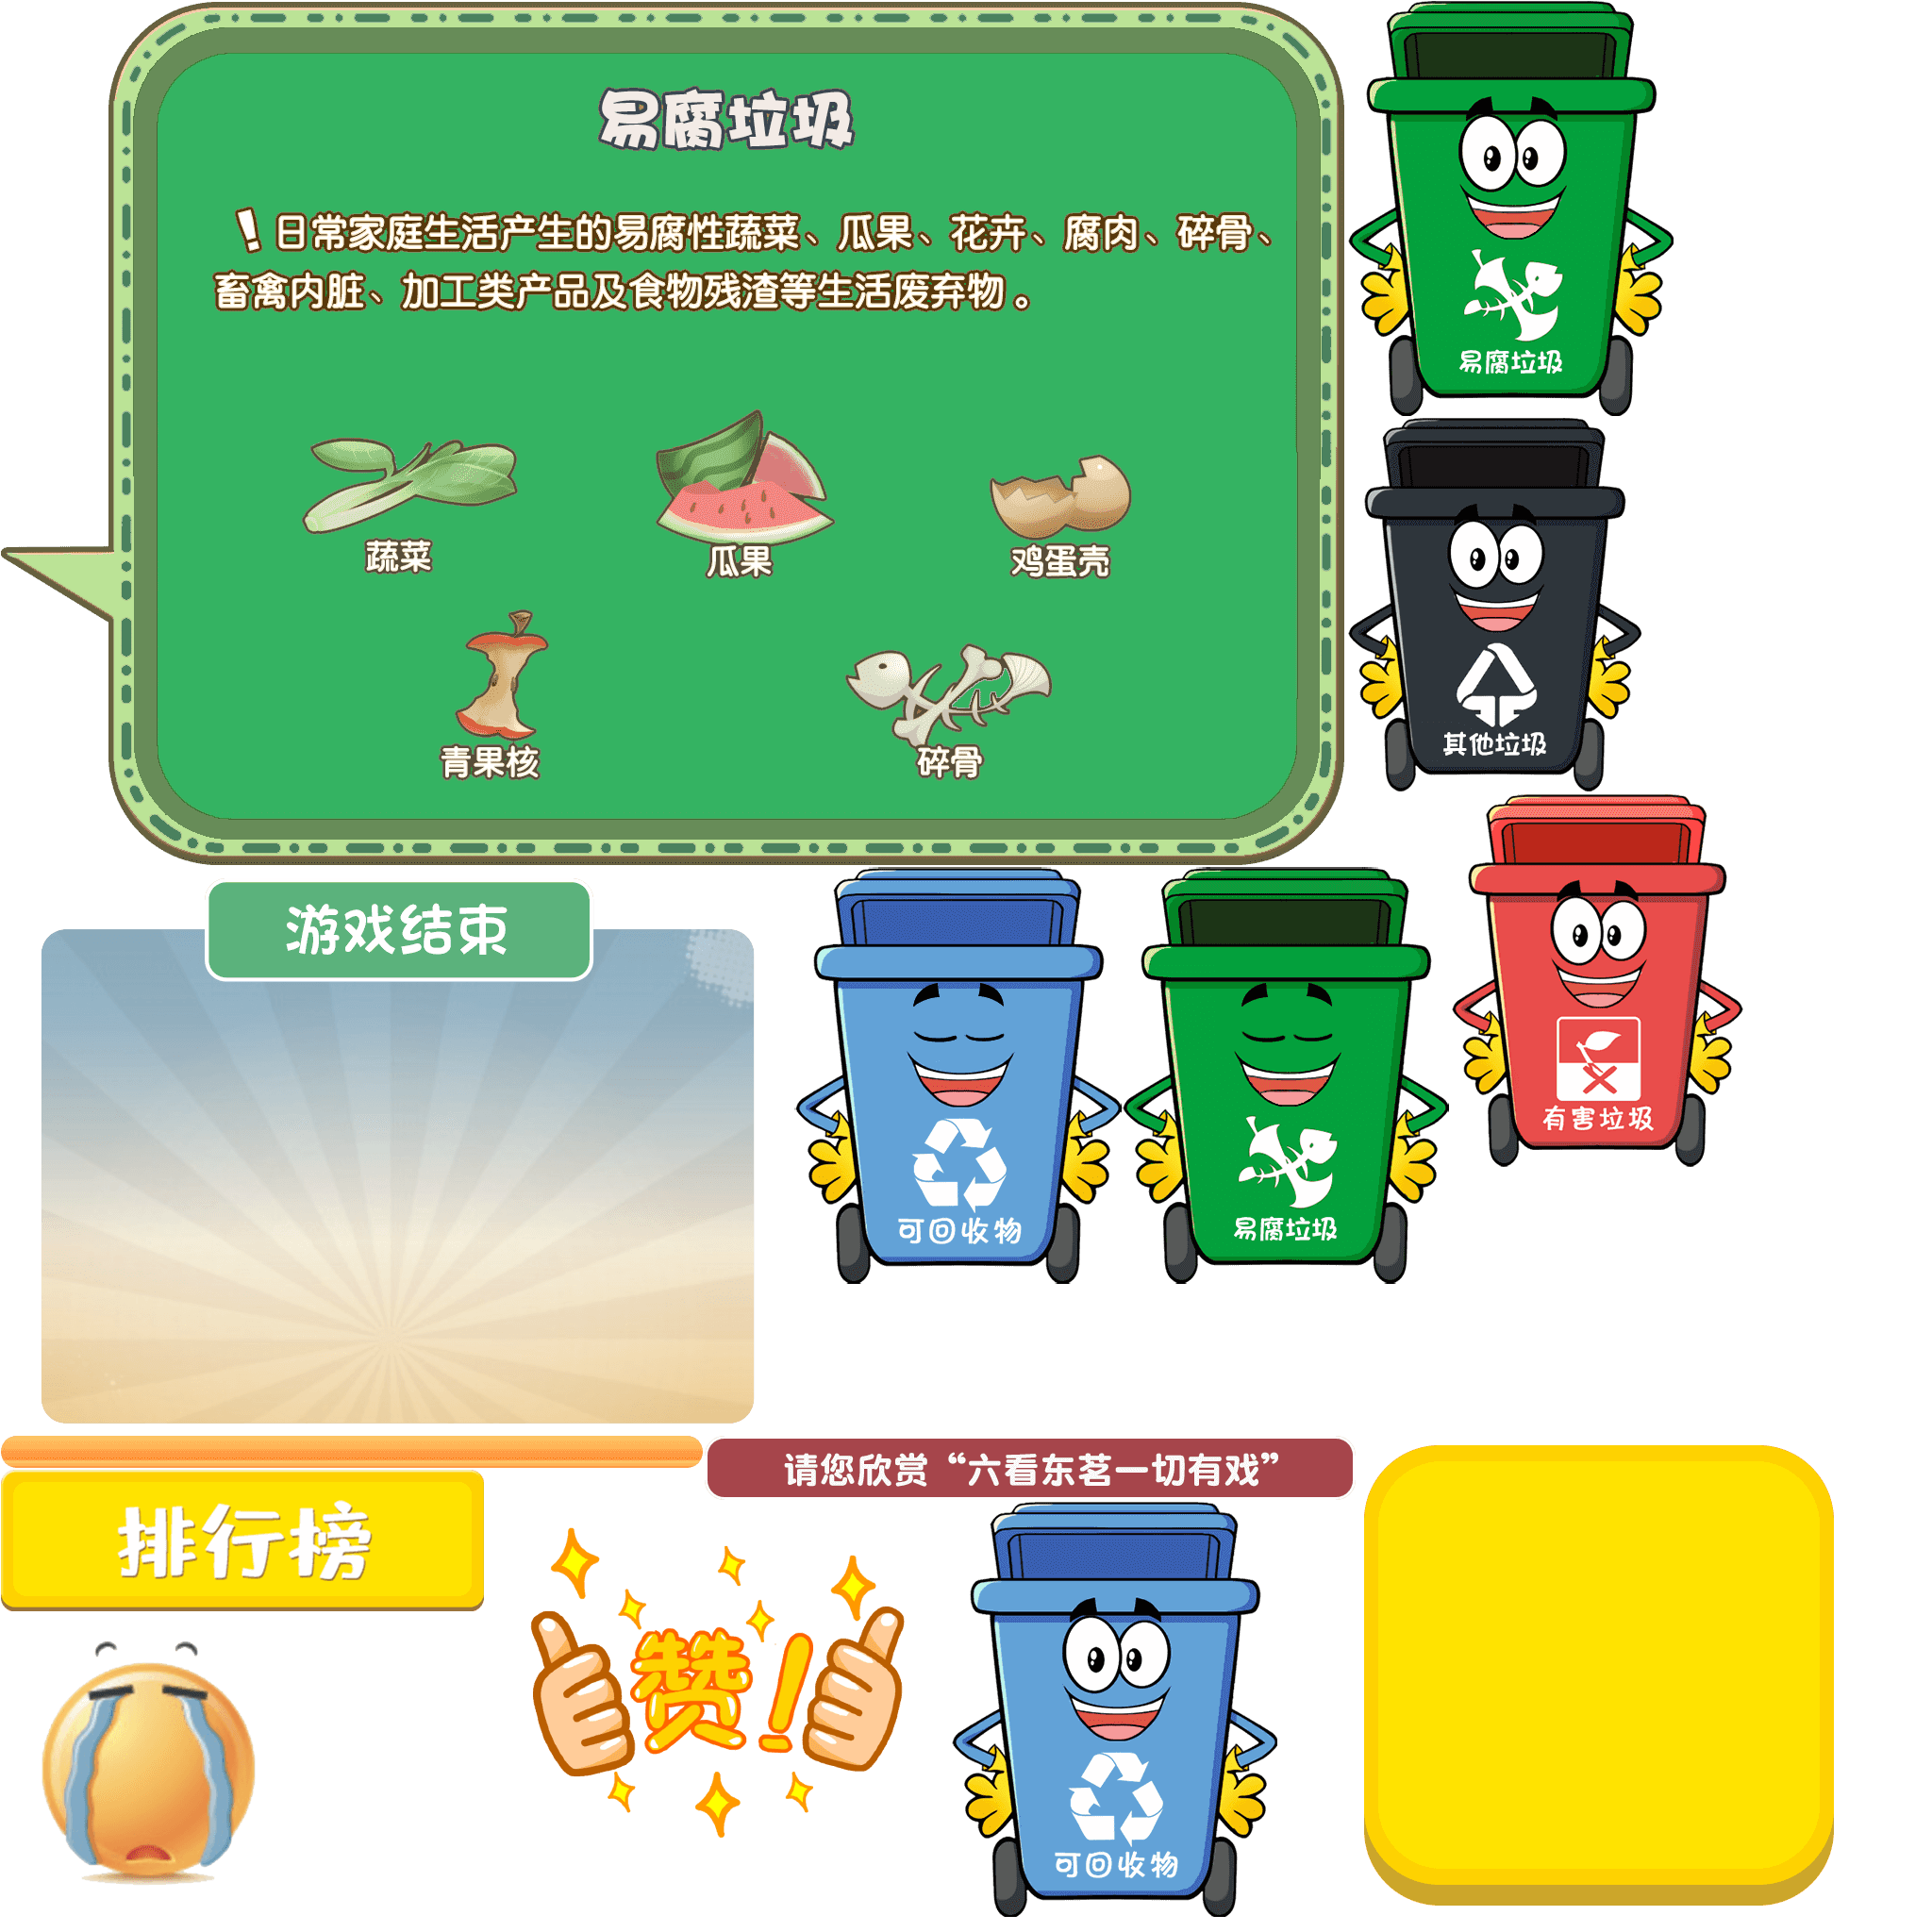 易腐垃圾
！日常家庭生活产生的易腐性蔬菜、瓜果、花卉、腐肉、碎骨、
畜禽内脏、加工类产品及食物残渣等生活废弃物。
蔬菜
瓜果
鸡蛋壳
青果核
碎骨
易腐垃圾
其他垃圾
有害垃圾
游戏结束
可回收物
易腐垃圾
请您欣赏“六看东茗一切有戏”
排行榜
赞!
可回收物